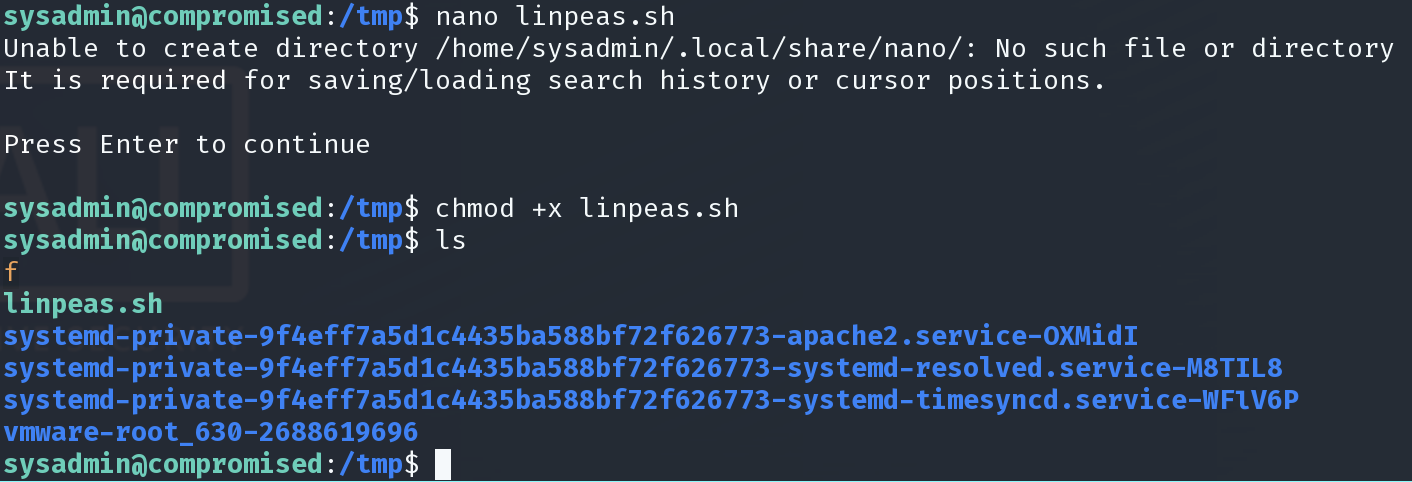 sysadmin@compromised:/tmp$ nano linpeas.sh
Unable to create directory /home/sysadmin/.local/share/nano/: No such file or directory
It is required for saving/loading search history or cursor positions.
Press Enter to continue
sysadmin@compromised:/tmp$ chmod +x linpeas.sh
sysadmin@compromised:/tmp$ ls
f
linpeas.sh
systemd-private-9f4eff7a5d1c4435ba588bf72f626773-apache2.service-OXMidI
systemd-private-9f4eff7a5d1c4435ba588bf72f626773-systemd-resolved.service-M8TIL8
systemd-private-9f4eff7a5d1c4435ba588bf72f626773-systemd-timesyncd.service-WFlV6P
vmware-root_630-2688619696
sysadmin@compromised:/tmp$